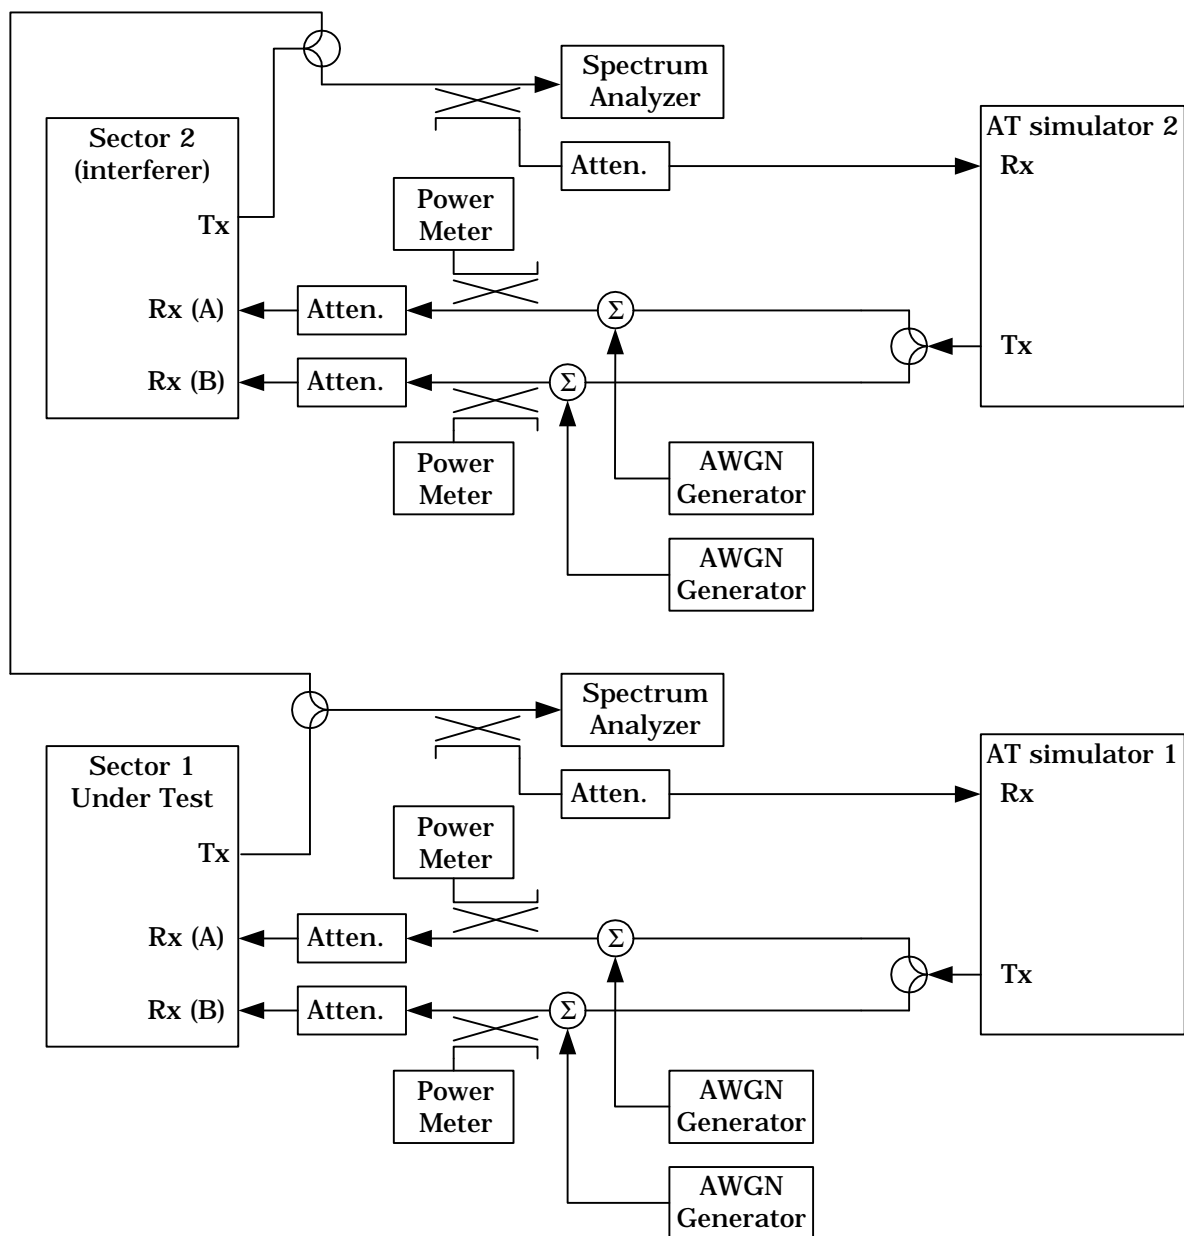 Spectrum
Analyzer
Sector 2
(interferer)
AT simulator 2
Atten.
Rx
Power
Meter
Tx
Rx (A)
Atten.
Σ
Tx
Rx (B)
Atten.
Σ
Power
Meter
AWGN
Generator
AWGN
Generator
Spectrum
Analyzer
Sector 1
Under Test
AT simulator 1
Atten.
Rx
Power
Meter
Tx
Rx (A)
Atten.
Σ
Tx
Rx (B)
Atten.
Σ
Power
Meter
AWGN
Generator
AWGN
Generator